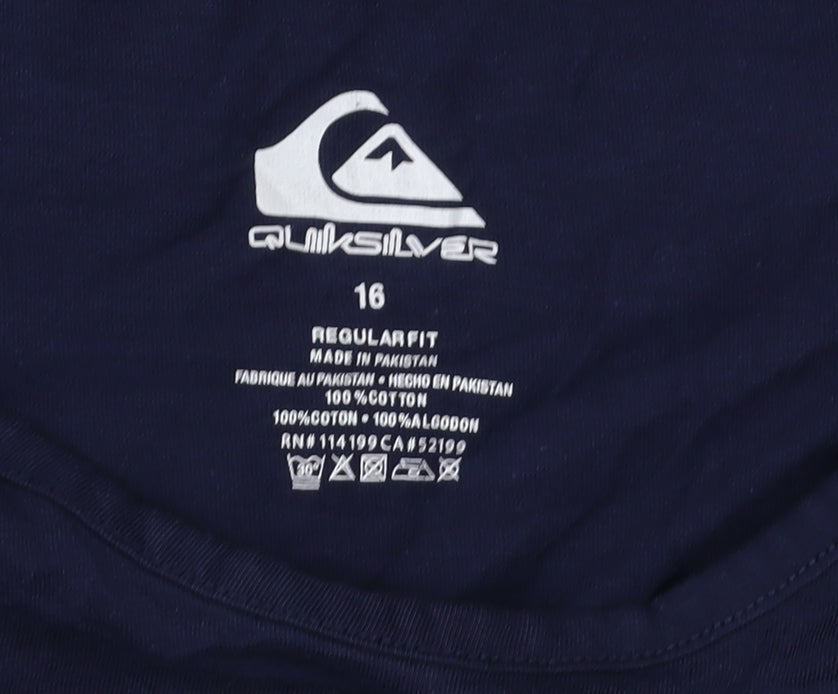 QUIKSILVER
16
REGULAR FIT
MADE IN PAKISTAN
FABRIQUE AU PAKISTAN • HECHO EN PAKISTAN
100%COTTON
100%COTON • 100%ALGODON
RN# 114199 CA# 52199
30°